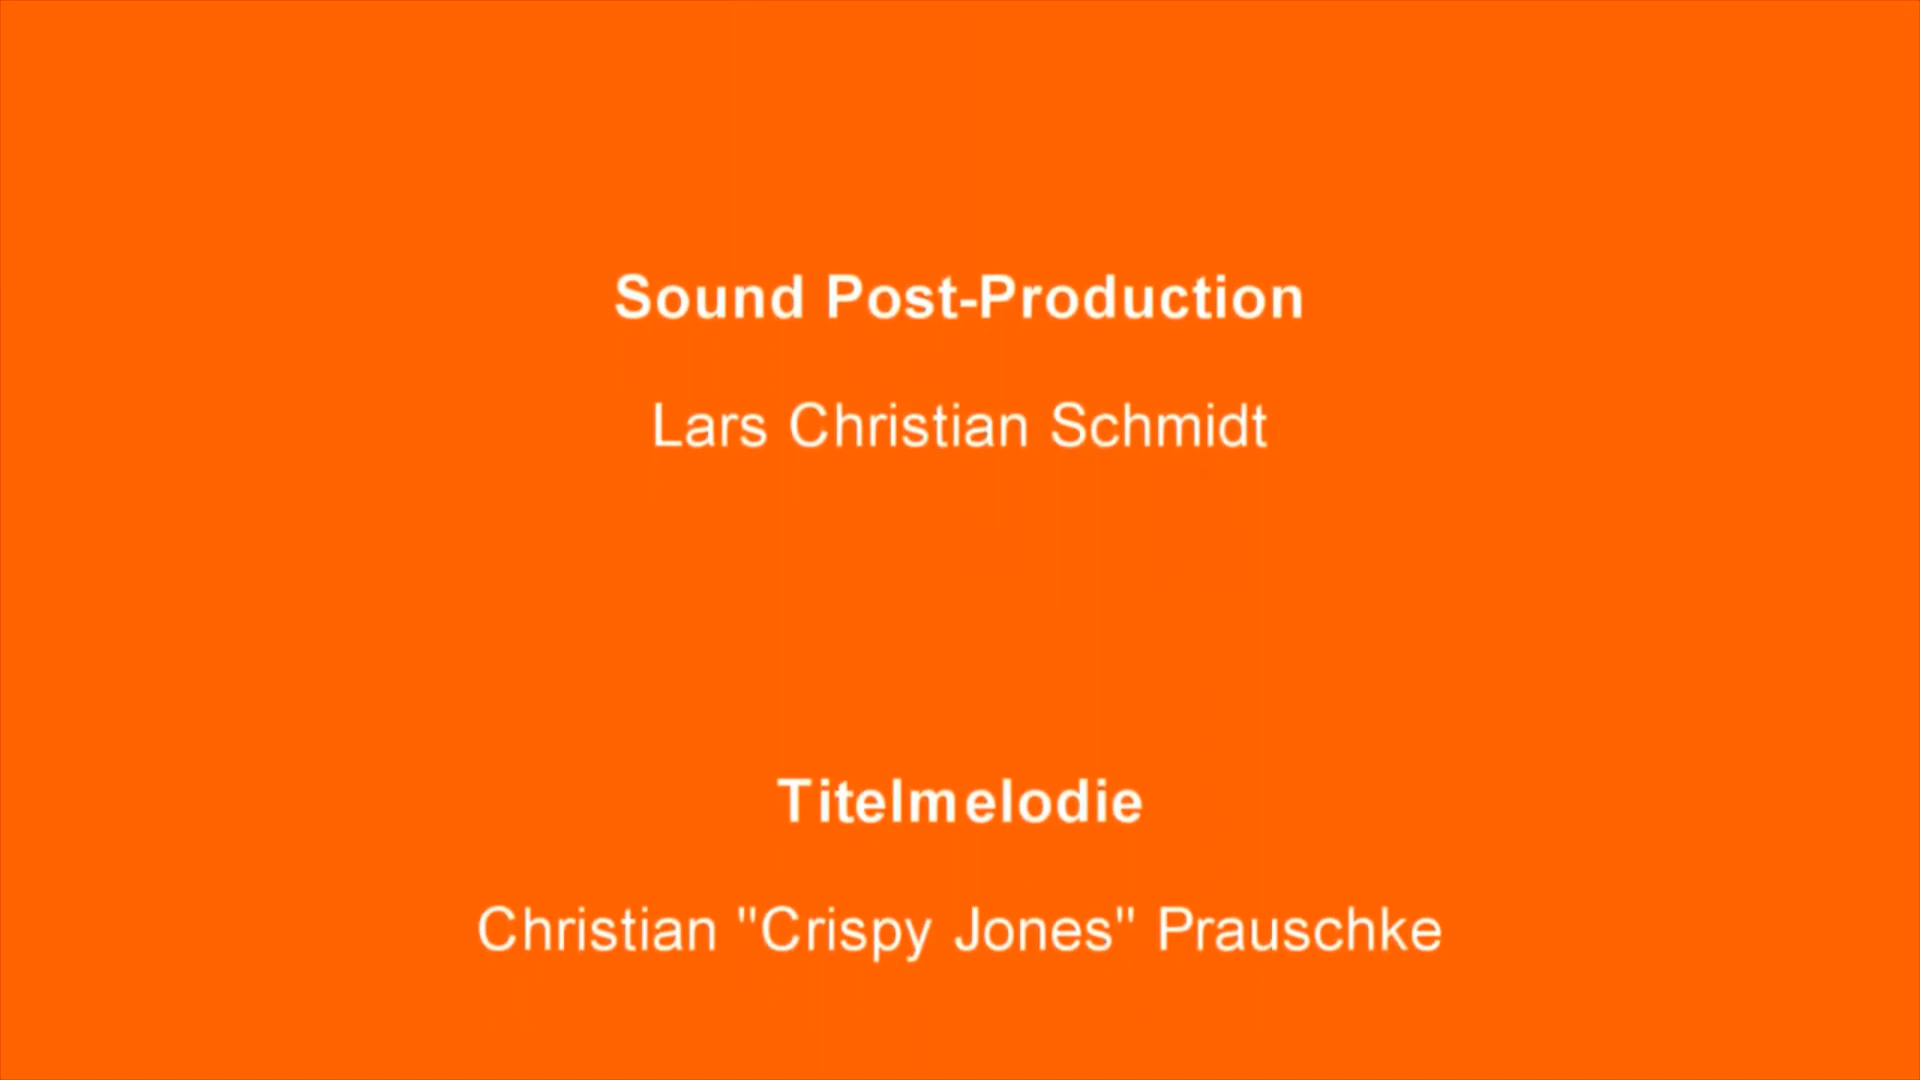 Sound Post-Production
Lars Christian Schmidt
Titelmelodie
Christian "Crispy Jones" Prauschke